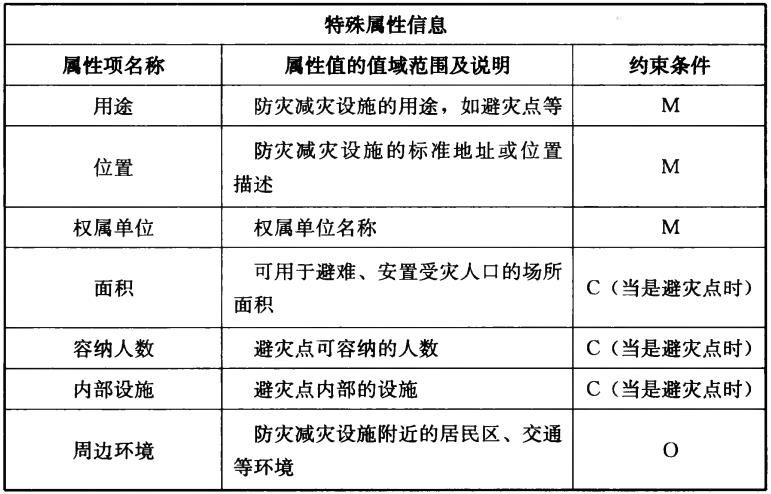 特殊属性信息
属性项名称 属性值的值域范围及说明 约束条件
用途 防灾减灾设施的用途，如避灾点等 M
位置 防灾减灾设施的标准地址或位置
描述 M
权属单位 权属单位名称 M
面积 可用于避难、安置受灾人口的场所
面积 C（当是避灾点时）
容纳人数 避灾点可容纳的人数 C（当是避灾点时）
内部设施 避灾点内部的设施 C（当是避灾点时）
周边环境 防灾减灾设施附近的居民区、交通
等环境 O